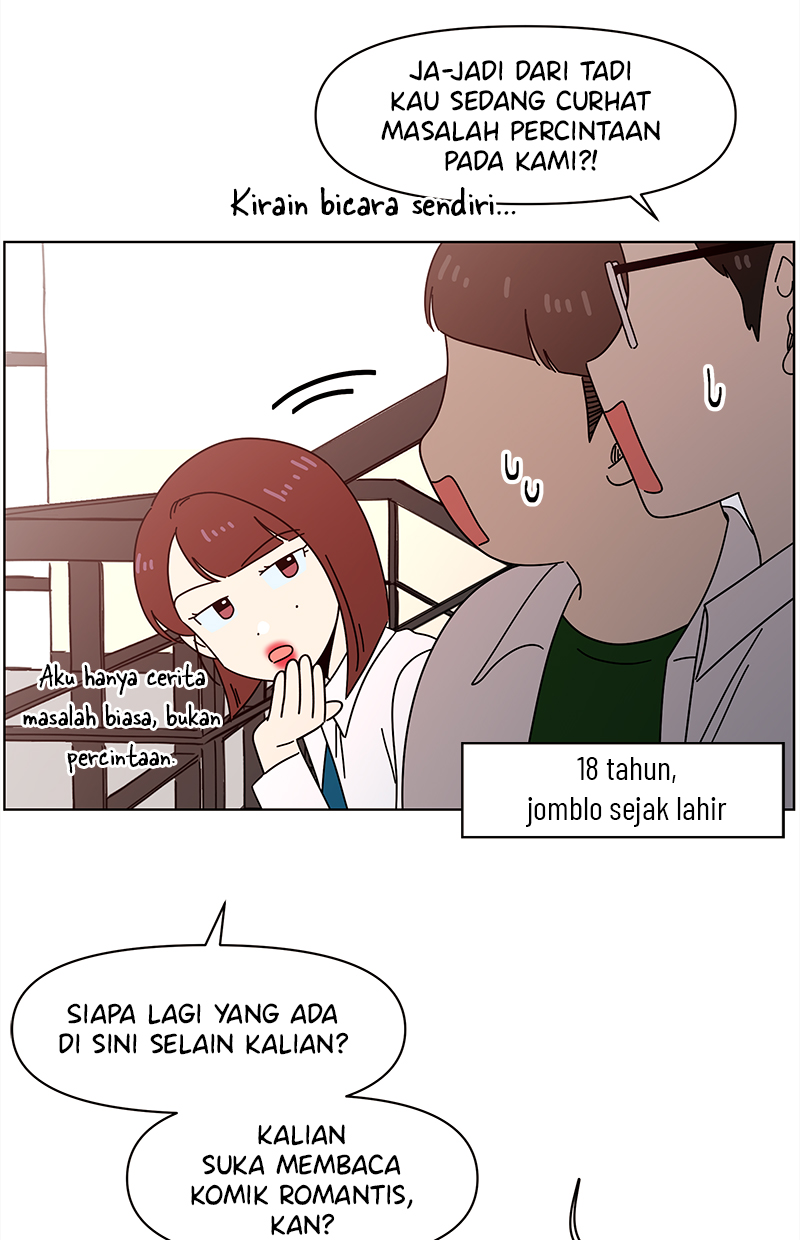 JA-JADI DARI TADI
KAU SEDANG CURHAT
MASALAH PERCINTAAN
PADA KAMI?!
Kirain bicara sendiri...
Aku hanya cerita
masalah biasa, bukan
percintaan.
18 tahun,
jomblo sejak lahir
SIAPA LAGI YANG ADA
DI SINI SELAIN KALIAN?
KALIAN
SUKA MEMBACA
KOMIK ROMANTIS,
KAN?